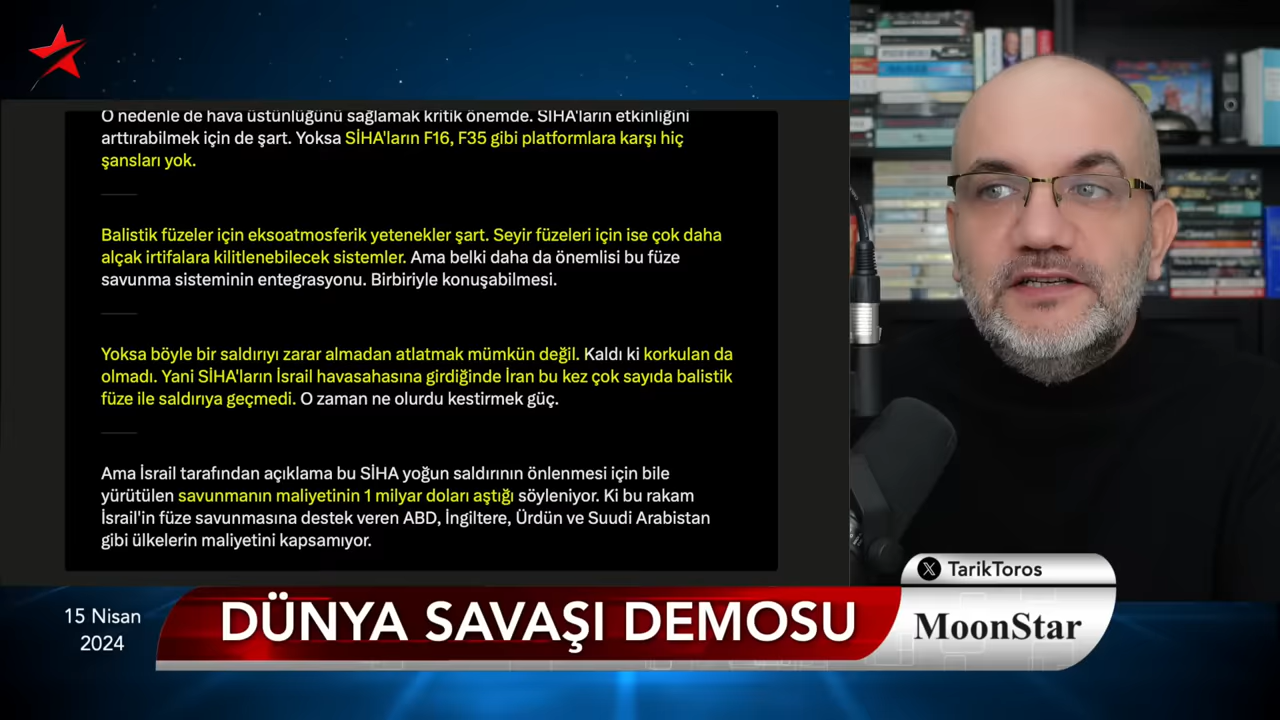 O nedenle de hava üstünlüğünü sağlamak kritik önemde. SİHA'ların etkinliğini
arttırabilmek için de şart. Yoksa SİHA'ların F16, F35 gibi platformlara karşı hiç
şansları yok.
Balistik füzeler için eksoatmosferik yetenekler şart. Seyir füzeleri için ise çok daha
alçak irtifalara kilitlenebilecek sistemler. Ama belki daha da önemlisi bu füze
savunma sisteminin entegrasyonu. Birbiriyle konuşabilmesi.
Yoksa böyle bir saldırıyı zarar almadan atlatmak mümkün değil. Kaldı ki korkulan da
olmadı. Yani SİHA'ların İsrail havasahasına girdiğinde İran bu kez çok sayıda balistik
füze ile saldırıya geçmedi. O zaman ne olurdu kestirmek güç.
Ama İsrail tarafından açıklama bu SİHA yoğun saldırının önlenmesi için bile
yürütülen savunmanın maliyetinin 1 milyar doları aştığı söyleniyor. Ki bu rakam
İsrail'in füze savunmasına destek veren ABD, İngiltere, Ürdün ve Suudi Arabistan
gibi ülkelerin maliyetini kapsamıyor.
X TarikToros
15 Nisan
2024
DÜNYA SAVAŞI DEMOSU
MoonStar